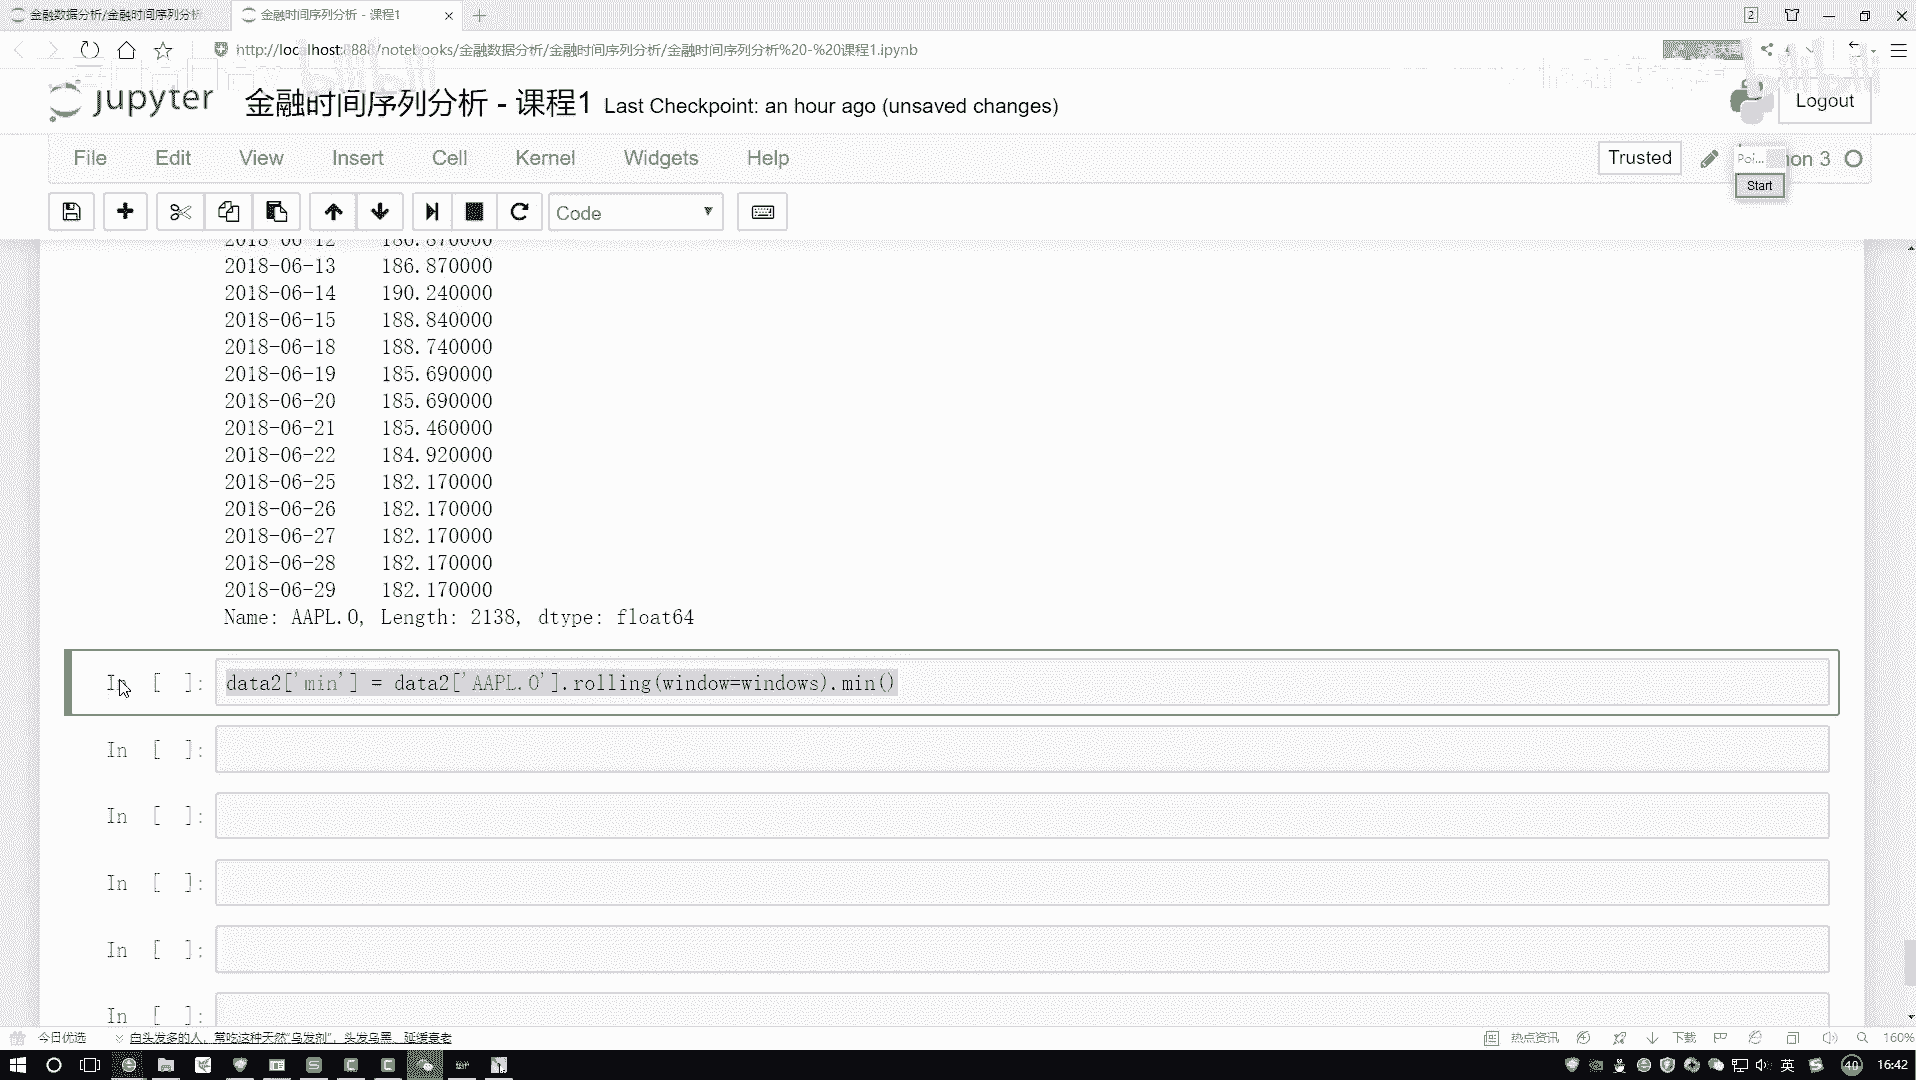 金融数据分析/金融时间序列分析
金融时间序列分析 - 课程1
2
http://localhost:8888/notebooks/金融数据分析/金融时间序列分析/金融时间序列分析%20-%20课程1.ipynb
jupyter 金融时间序列分析 - 课程1 Last Checkpoint: an hour ago (unsaved changes)
bilibili
Logout
File Edit View Insert Cell Kernel Widgets Help
Trusted
Poi... hon 3
Start
Code
2018-06-12 186.870000
2018-06-13 186.870000
2018-06-14 190.240000
2018-06-15 188.840000
2018-06-18 188.740000
2018-06-19 185.690000
2018-06-20 185.690000
2018-06-21 185.460000
2018-06-22 184.920000
2018-06-25 182.170000
2018-06-26 182.170000
2018-06-27 182.170000
2018-06-28 182.170000
2018-06-29 182.170000
Name: AAPL.O, Length: 2138, dtype: float64
In [ ]: data2['min'] = data2['AAPL.O'].rolling(window=windows).min()
In [ ]:
In [ ]:
In [ ]:
In [ ]:
In [ ]:
今日优选 白头发多的人，常吃这种天然"乌发剂"，头发乌黑、延缓衰老
热点资讯 下载 160%
英 40 16:42